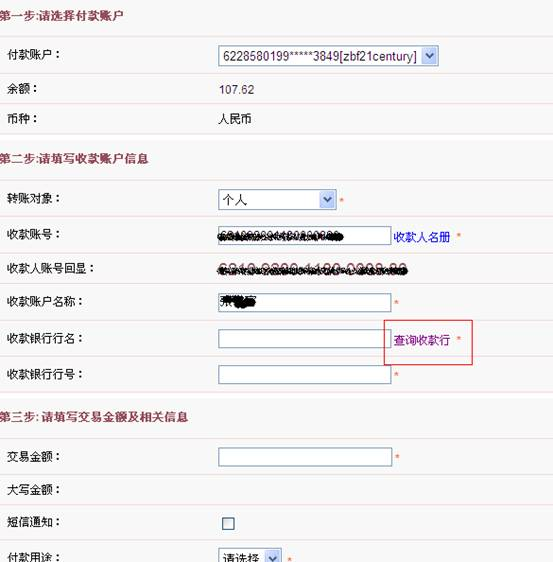 第一步:请选择付款账户
付款账户： 6228580199*****3849[zbf21century]
余额： 107.62
币种： 人民币
第二步:请填写收款账户信息
转账对象： 个人 *
收款账号： 收款人名册 *
收款人账号回显：
收款账户名称： *
收款银行行名： 查询收款行 *
收款银行行号： *
第三步:请填写交易金额及相关信息
交易金额： *
大写金额：
短信通知：
付款用途： 请选择 *